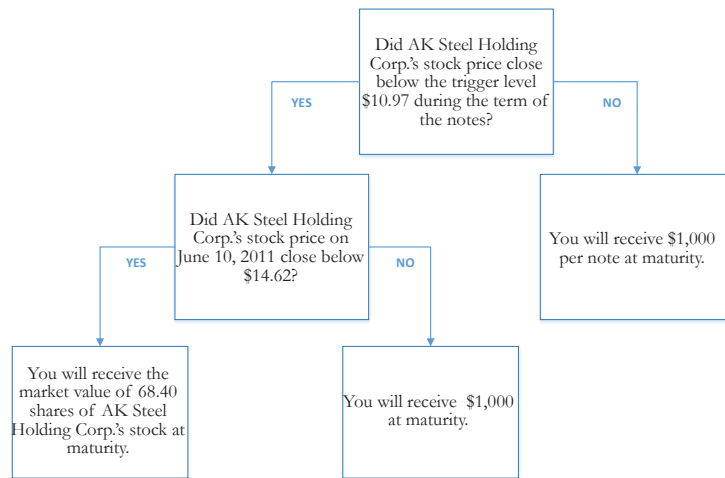 Did AK Steel Holding
Corp.'s stock price close
below the trigger level
$10.97 during the term of
the notes?
YES
NO
Did AK Steel Holding
Corp.'s stock price on
June 10, 2011 close below
$14.62?
You will receive $1,000
per note at maturity.
YES
NO
You will receive the
market value of 68.40
shares of AK Steel
Holding Corp.'s stock at
maturity.
You will receive $1,000
at maturity.